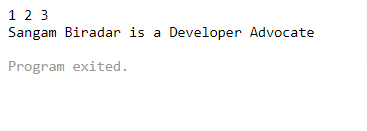 1 2 3
Sangam Biradar is a Developer Advocate
Program exited.